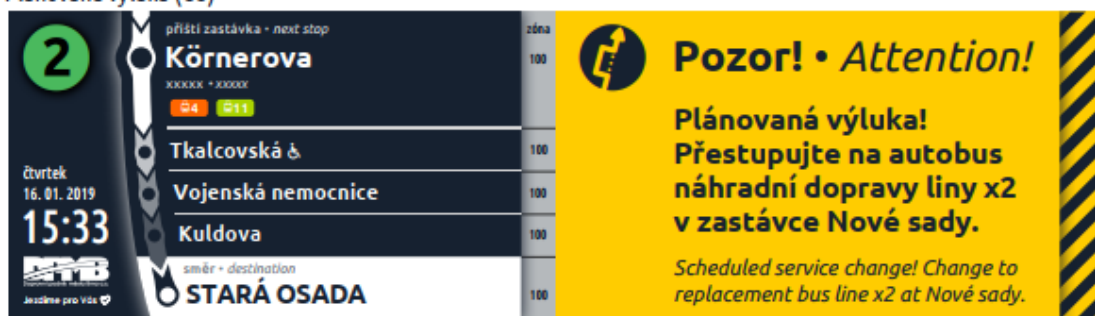 2
příští zastávka • next stop
Körnerova
xxxxx • xxxxx
4 11
Tkalcovská
Vojenská nemocnice
Kuldova
směr • destination
STARÁ OSADA
čtvrtek
16. 01. 2019
15:33
Jezdíme pro Vás
zóna
100
100
100
100
100
Pozor! • Attention!
Plánovaná výluka!
Přestupujte na autobus
náhradní dopravy liny x2
v zastávce Nové sady.
Scheduled service change! Change to
replacement bus line x2 at Nové sady.